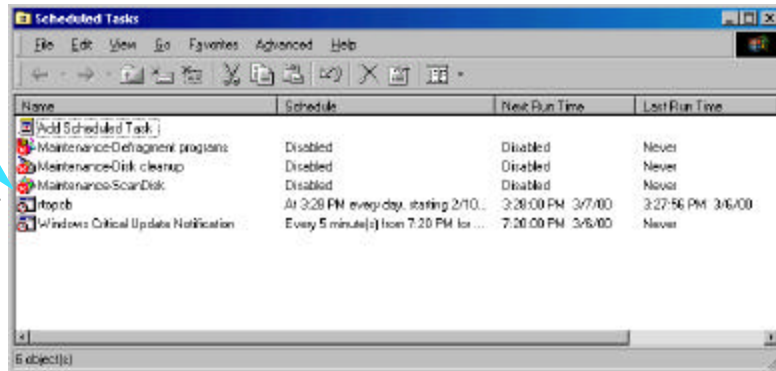 Scheduled Tasks
File Edit View Go Favorites Advanced Help
Name Schedule Next Run Time Last Run Time
Add Scheduled Task
Maintenance-Defragment programs Disabled Disabled Never
Maintenance-Disk cleanup Disabled Disabled Never
Maintenance-ScanDisk Disabled Disabled Never
At 3:28 PM every day, starting 2/10... 3:28:00 PM 3/7/00 3:27:56 PM 3/6/00
Windows Critical Update Notification Every 5 minute(s) from 7:20 PM for ... 7:20:00 PM 3/6/00 Never
6 object(s)